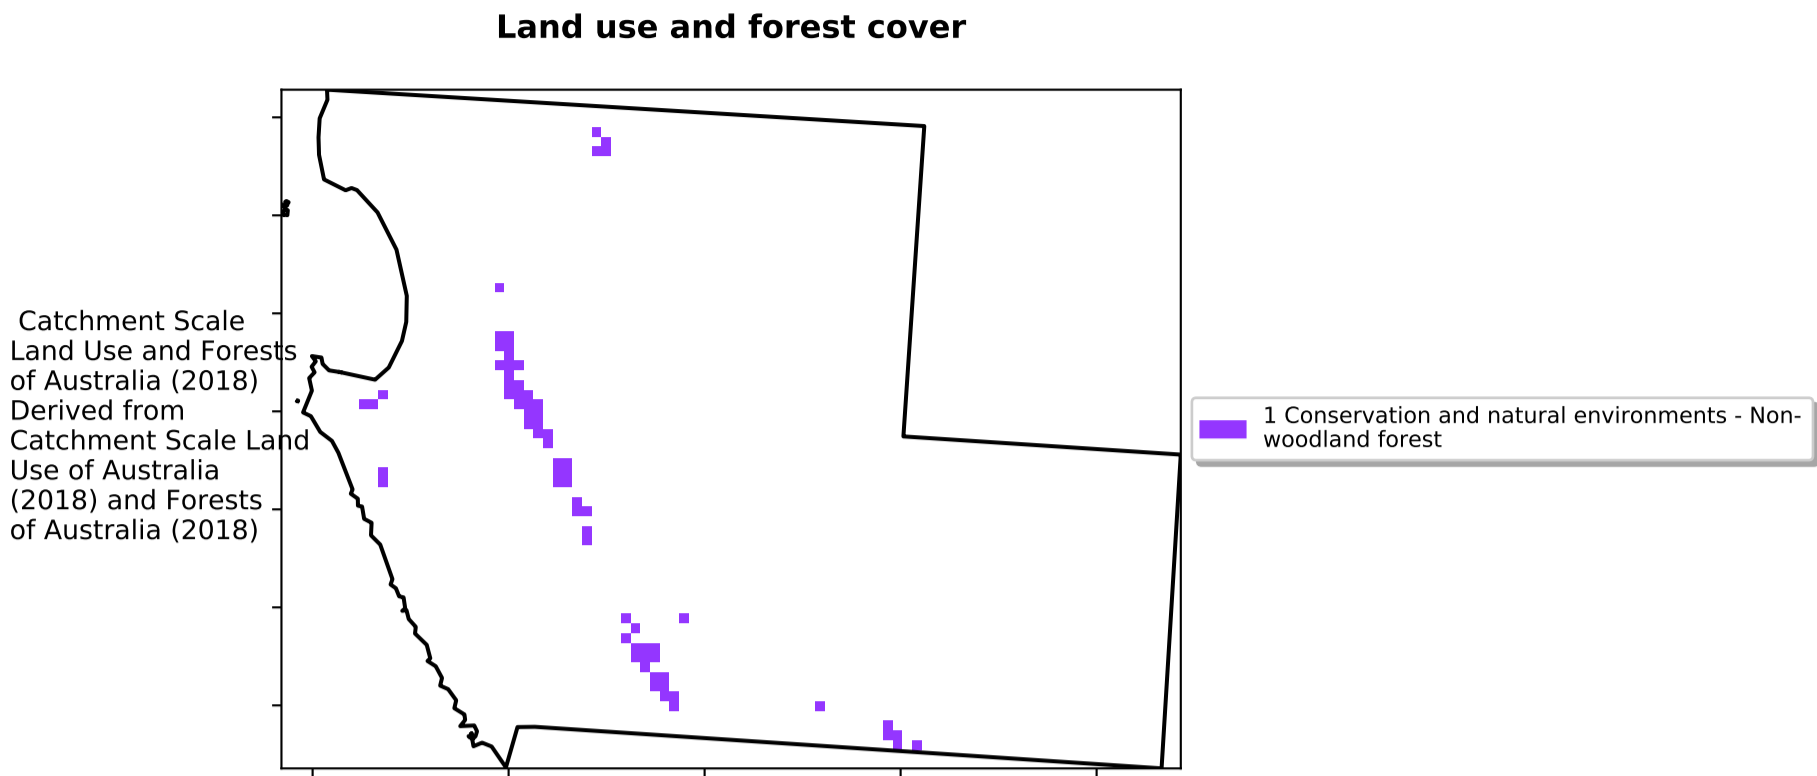 Land use and forest cover
Catchment Scale
Land Use and Forests
of Australia (2018)
Derived from
Catchment Scale Land
Use of Australia
(2018) and Forests
of Australia (2018)
1 Conservation and natural environments - Non-
woodland forest